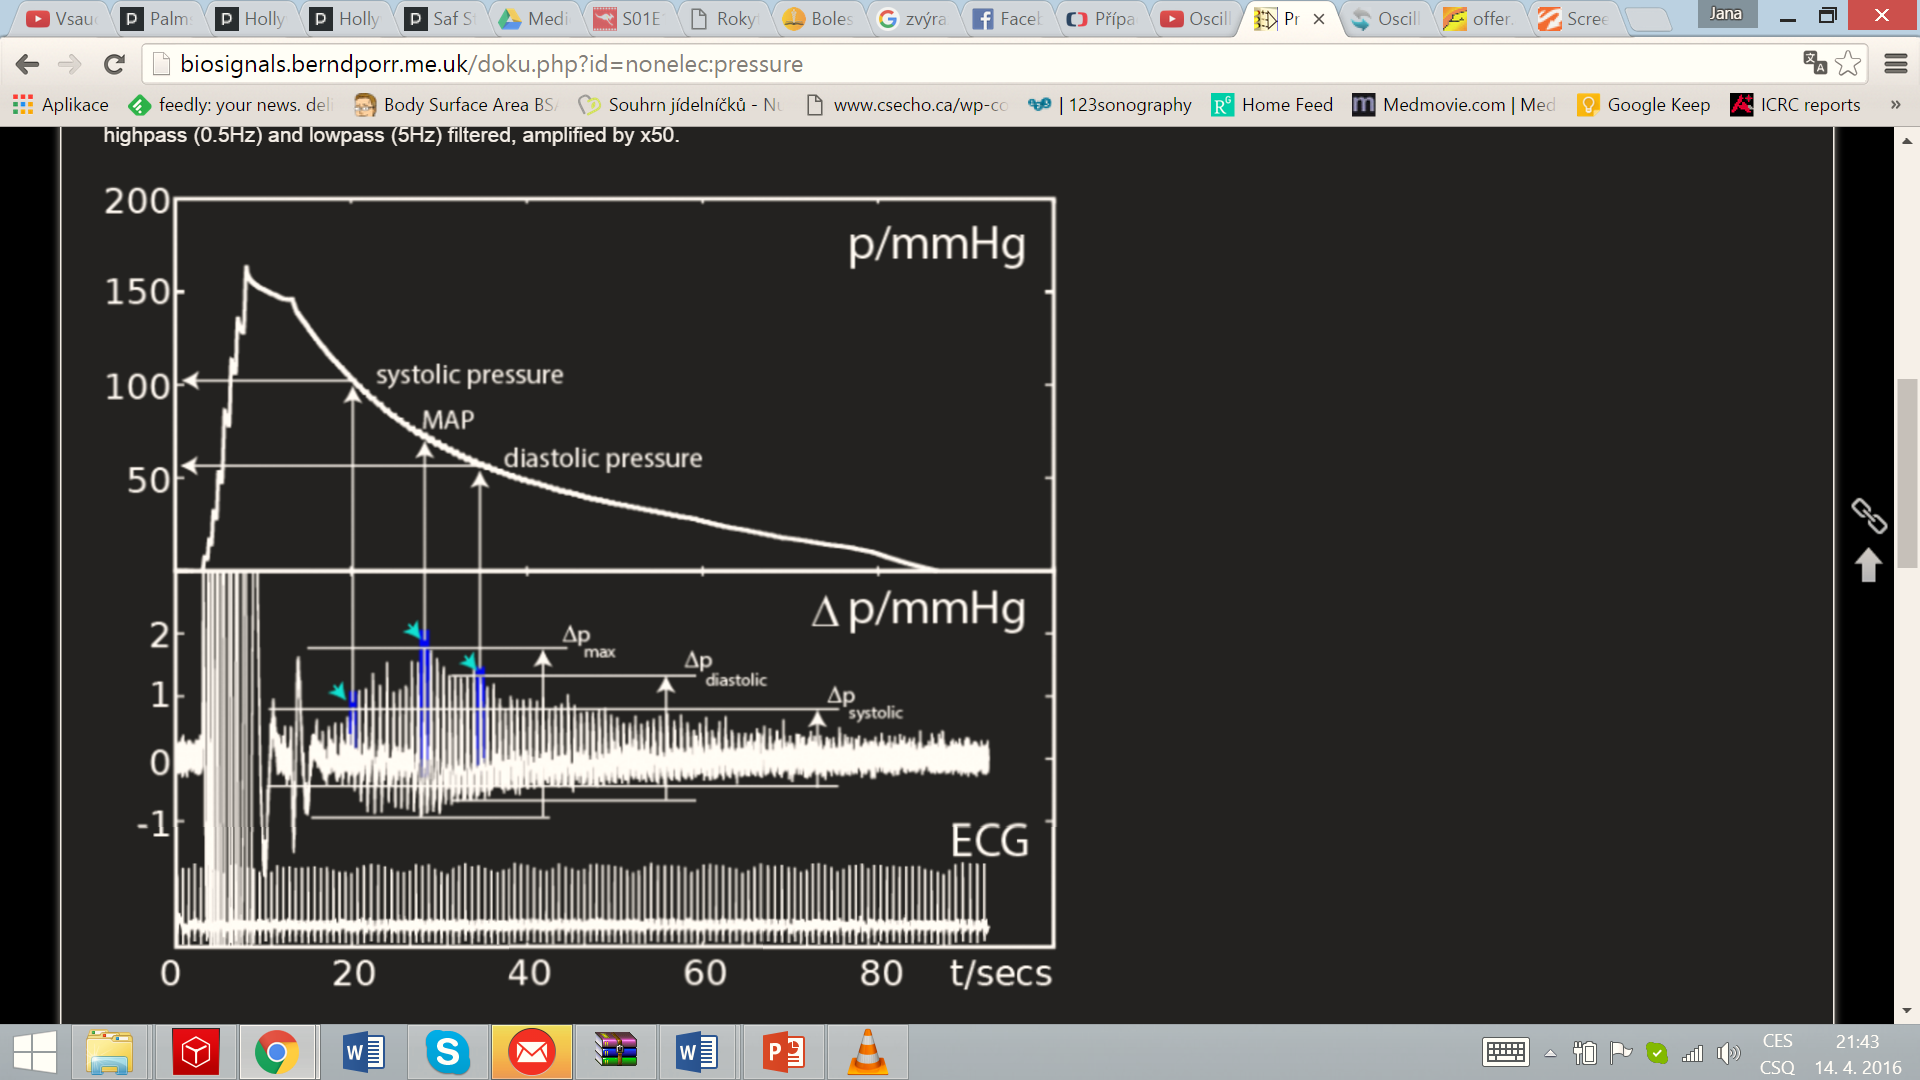 Vsau
Palm
Holly
Holly
Saf S
Medi
S01E
Roky
Boles
zvýra
Faceb
Přípa
Oscill
Pr
Oscill
offer.
Scree
Jana
biosignals.berndporr.me.uk/doku.php?id=nonelec:pressure
Aplikace
feedly: your news. deli
Body Surface Area BS
Souhrn jídelníčků - Nu
www.csecho.ca/wp-co
| 123sonography
Home Feed
Medmovie.com | Med
Google Keep
ICRC reports
»
highpass (0.5Hz) and lowpass (5Hz) filtered, amplified by x50.
200
p/mmHg
150
systolic pressure
100
MAP
diastolic pressure
50
Δ p/mmHg
2
Δp max
Δp diastolic
1
Δp systolic
0
-1
ECG
0 20 40 60 80 t/secs
CES 21:43
CSQ 14. 4. 2016